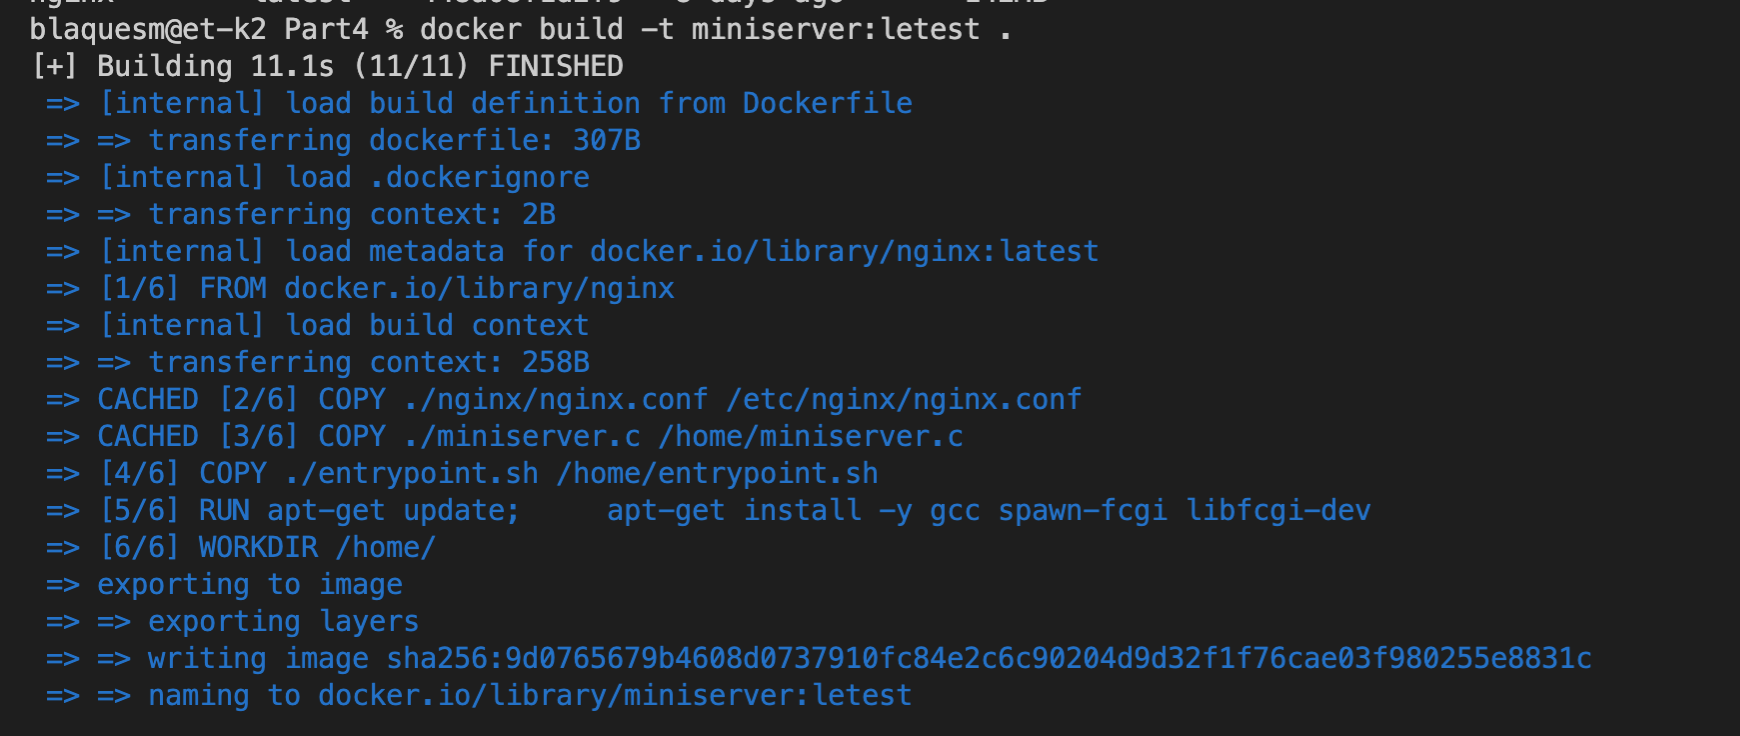 blaquesm@et-k2 Part4 % docker build -t miniserver:letest .
[+] Building 11.1s (11/11) FINISHED
=> [internal] load build definition from Dockerfile
=> => transferring dockerfile: 307B
=> [internal] load .dockerignore
=> => transferring context: 2B
=> [internal] load metadata for docker.io/library/nginx:latest
=> [1/6] FROM docker.io/library/nginx
=> [internal] load build context
=> => transferring context: 258B
=> CACHED [2/6] COPY ./nginx/nginx.conf /etc/nginx/nginx.conf
=> CACHED [3/6] COPY ./miniserver.c /home/miniserver.c
=> [4/6] COPY ./entrypoint.sh /home/entrypoint.sh
=> [5/6] RUN apt-get update;     apt-get install -y gcc spawn-fcgi libfcgi-dev
=> [6/6] WORKDIR /home/
=> exporting to image
=> => exporting layers
=> => writing image sha256:9d0765679b4608d0737910fc84e2c6c90204d9d32f1f76cae03f980255e8831c
=> => naming to docker.io/library/miniserver:letest